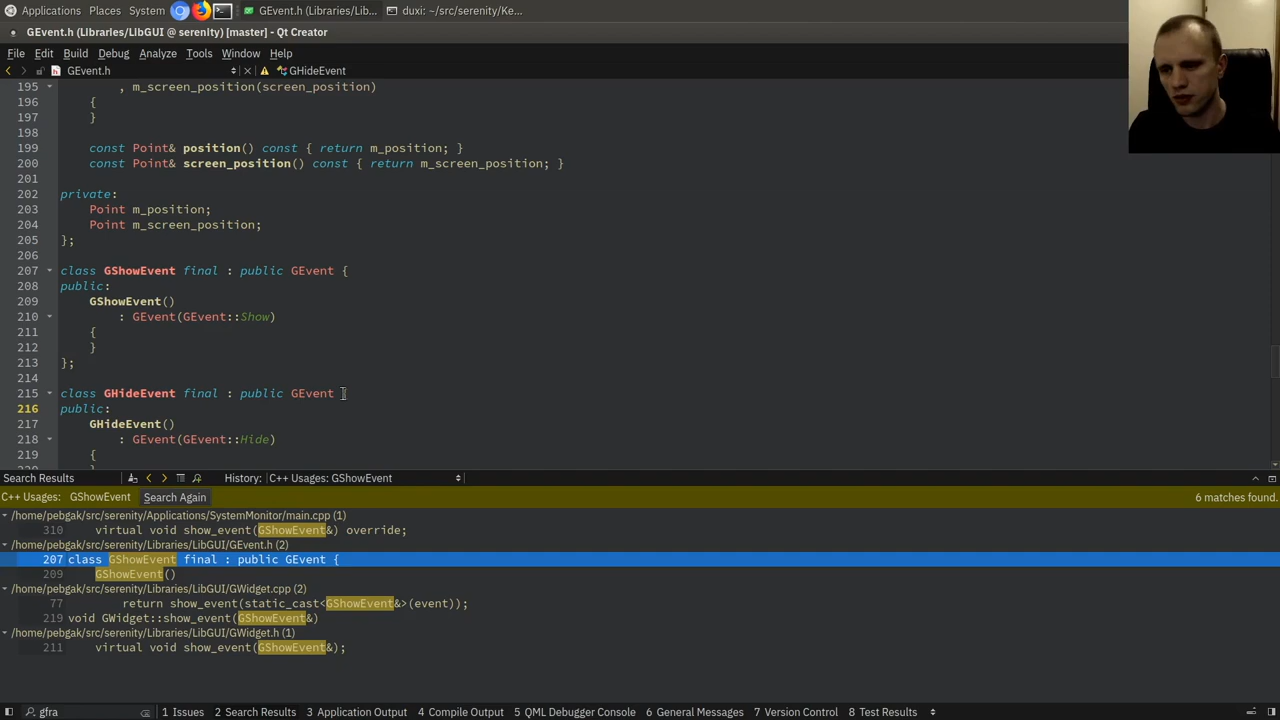 Applications Places System GEvent.h (Libraries/Lib... duxi: ~/src/serenity/Ke...
GEvent.h (Libraries/LibGUI @ serenity) [master] - Qt Creator
File Edit Build Debug Analyze Tools Window Help
GEvent.h GHideEvent
195 , m_screen_position(screen_position)
196 {
197 }
198
199 const Point& position() const { return m_position; }
200 const Point& screen_position() const { return m_screen_position; }
201
202 private:
203 Point m_position;
204 Point m_screen_position;
205 };
206
207 class GShowEvent final : public GEvent {
208 public:
209 GShowEvent()
210 : GEvent(GEvent::Show)
211 {
212 }
213 };
214
215 class GHideEvent final : public GEvent
216 public:
217 GHideEvent()
218 : GEvent(GEvent::Hide)
219 {
220 }
Search Results History: C++ Usages: GShowEvent
C++ Usages: GShowEvent Search Again 6 matches found.
/home/pebgak/src/serenity/Applications/SystemMonitor/main.cpp (1)
310 virtual void show_event(GShowEvent&) override;
/home/pebgak/src/serenity/Libraries/LibGUI/GEvent.h (2)
207 class GShowEvent final : public GEvent {
209 GShowEvent()
/home/pebgak/src/serenity/Libraries/LibGUI/GWidget.cpp (2)
77 return show_event(static_cast<GShowEvent&>(event));
219 void GWidget::show_event(GShowEvent&)
/home/pebgak/src/serenity/Libraries/LibGUI/GWidget.h (1)
211 virtual void show_event(GShowEvent&);
gfra 1 Issues 2 Search Results 3 Application Output 4 Compile Output 5 QML Debugger Console 6 General Messages 7 Version Control 8 Test Results